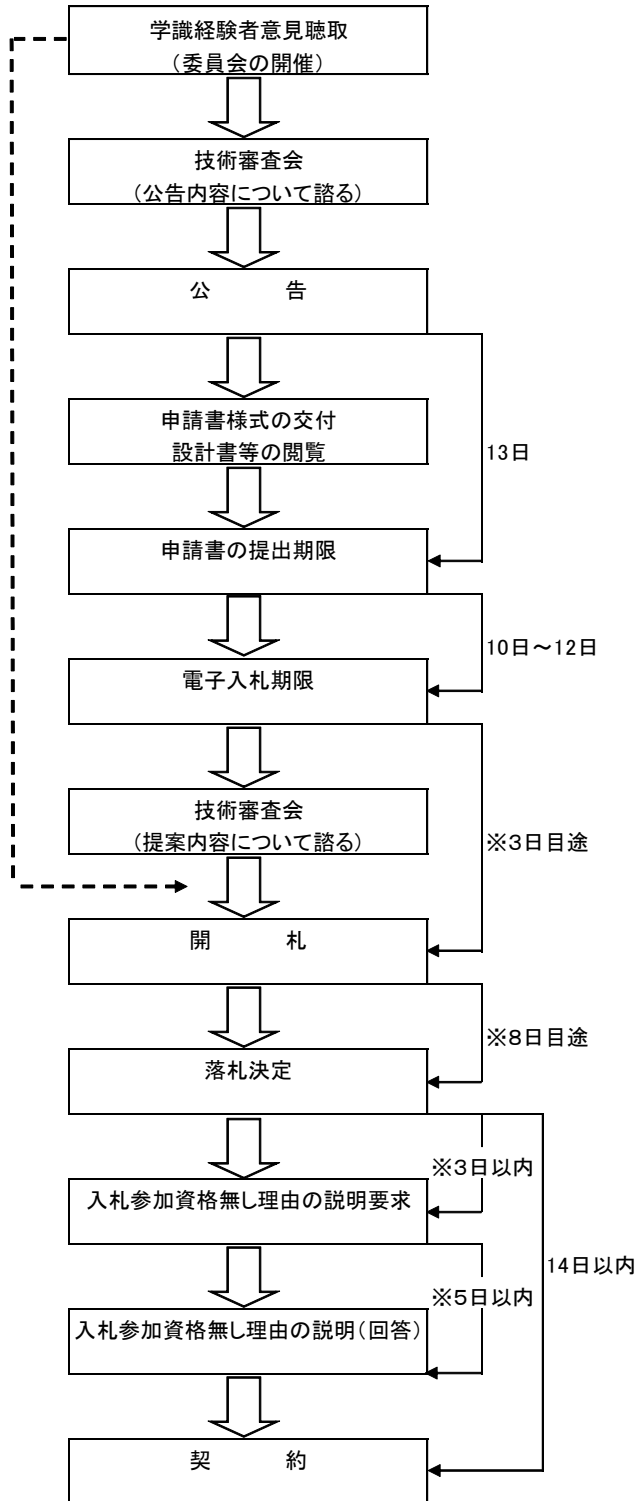 学識経験者意見聴取
（委員会の開催）
技術審査会
（公告内容について諮る）
公　　　告
申請書様式の交付
設計書等の閲覧
13日
申請書の提出期限
10日～12日
電子入札期限
技術審査会
（提案内容について諮る）
※3日目途
開　　　札
※8日目途
落札決定
※3日以内
入札参加資格無し理由の説明要求
14日以内
※5日以内
入札参加資格無し理由の説明（回答）
契　　　約